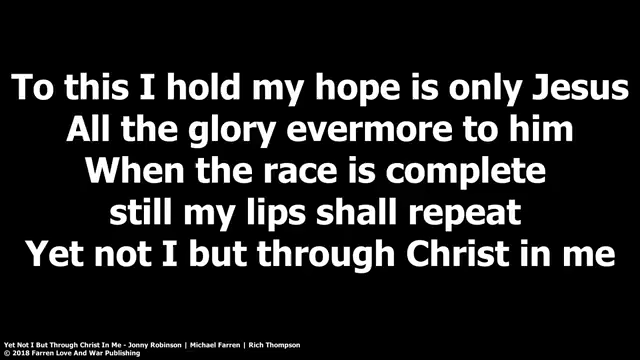 To this I hold my hope is only Jesus
All the glory evermore to him
When the race is complete
still my lips shall repeat
Yet not I but through Christ in me
Yet Not I But Through Christ In Me - Jonny Robinson | Michael Farren | Rich Thompson
© 2018 Farren Love And War Publishing